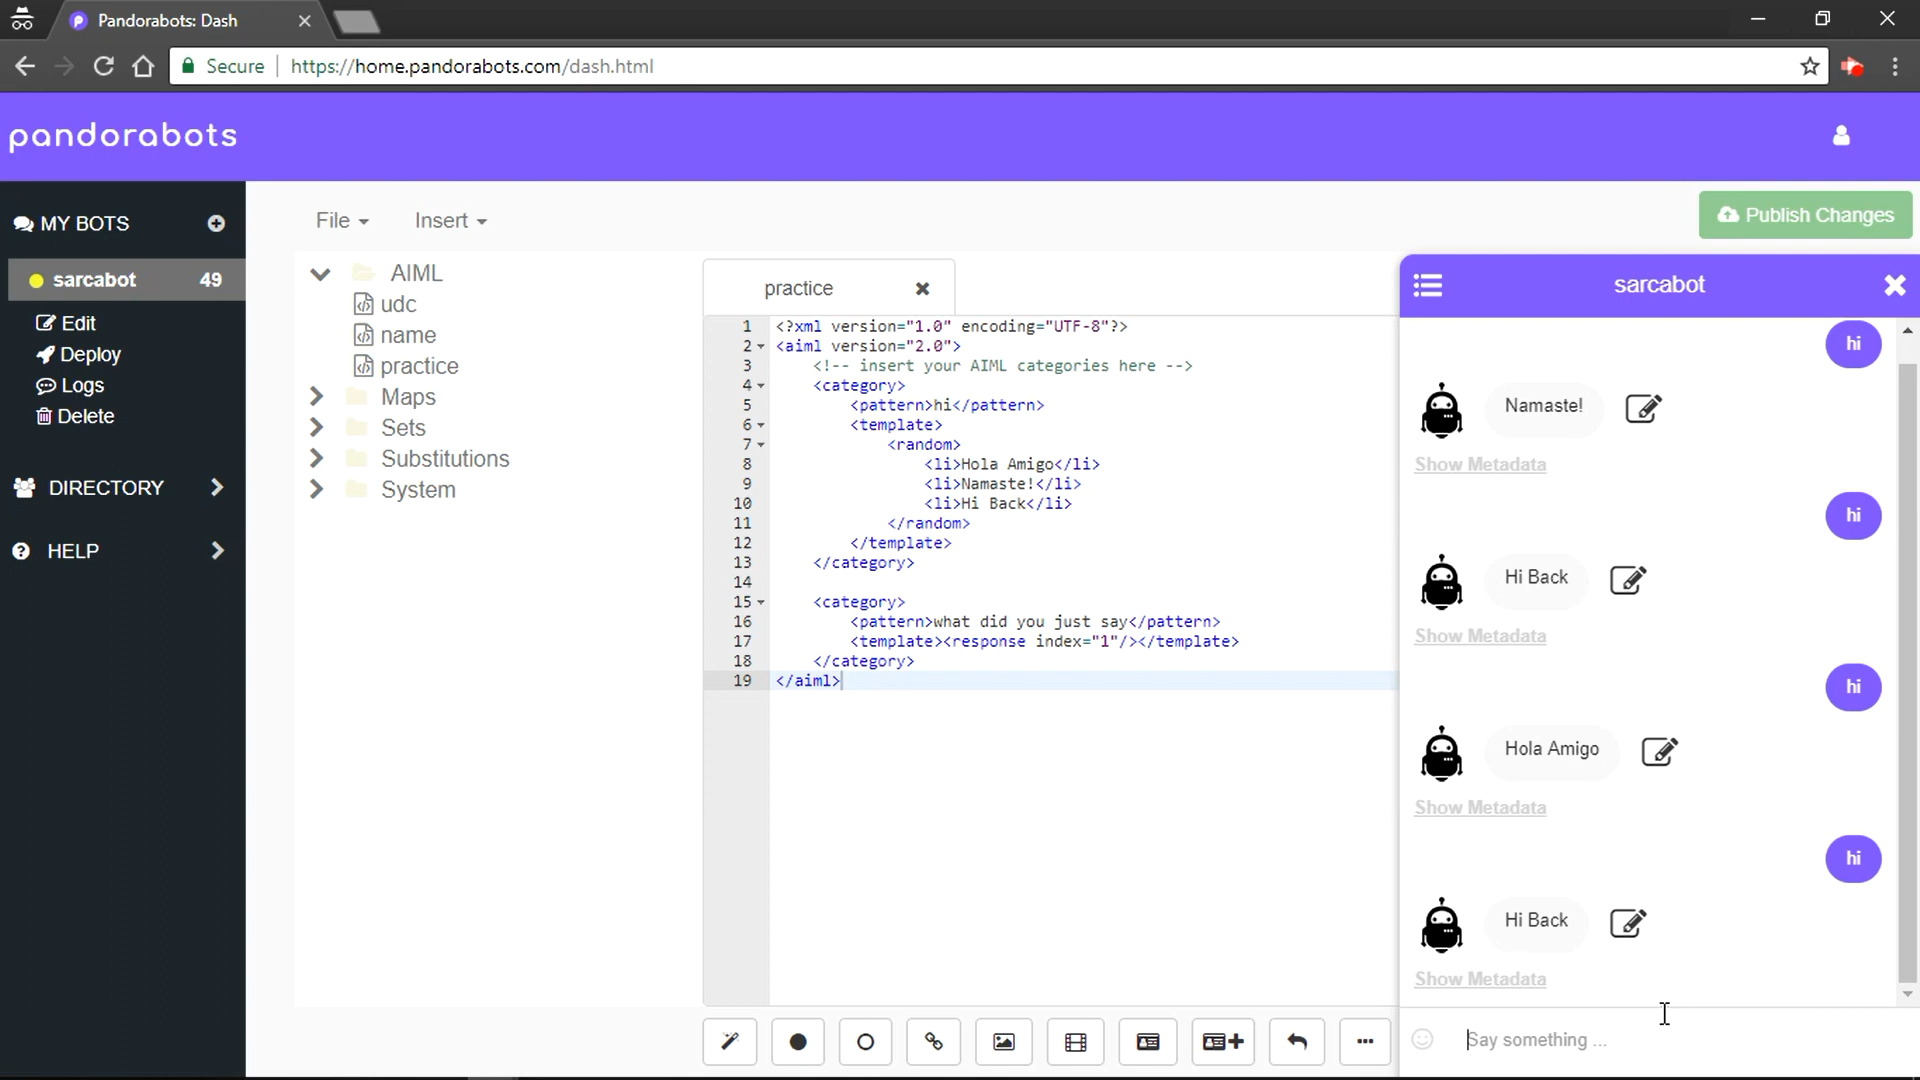 Pandorabots: Dash
Secure https://home.pandorabots.com/dash.html
pandorabots
MY BOTS
sarcabot 49
Edit
Deploy
Logs
Delete
DIRECTORY
HELP
File
Insert
Publish Changes
AIML
udc
name
practice
Maps
Sets
Substitutions
System
practice
1 <?xml version="1.0" encoding="UTF-8"?>
2 <aiml version="2.0">
3 <!-- insert your AIML categories here -->
4 <category>
5 <pattern>hi</pattern>
6 <template>
7 <random>
8 <li>Hola Amigo</li>
9 <li>Namaste!</li>
10 <li>Hi Back</li>
11 </random>
12 </template>
13 </category>
14
15 <category>
16 <pattern>what did you just say</pattern>
17 <template><response index="1"/></template>
18 </category>
19 </aiml>
sarcabot
hi
Namaste!
Show Metadata
hi
Hi Back
Show Metadata
hi
Hola Amigo
Show Metadata
hi
Hi Back
Show Metadata
Say something ...